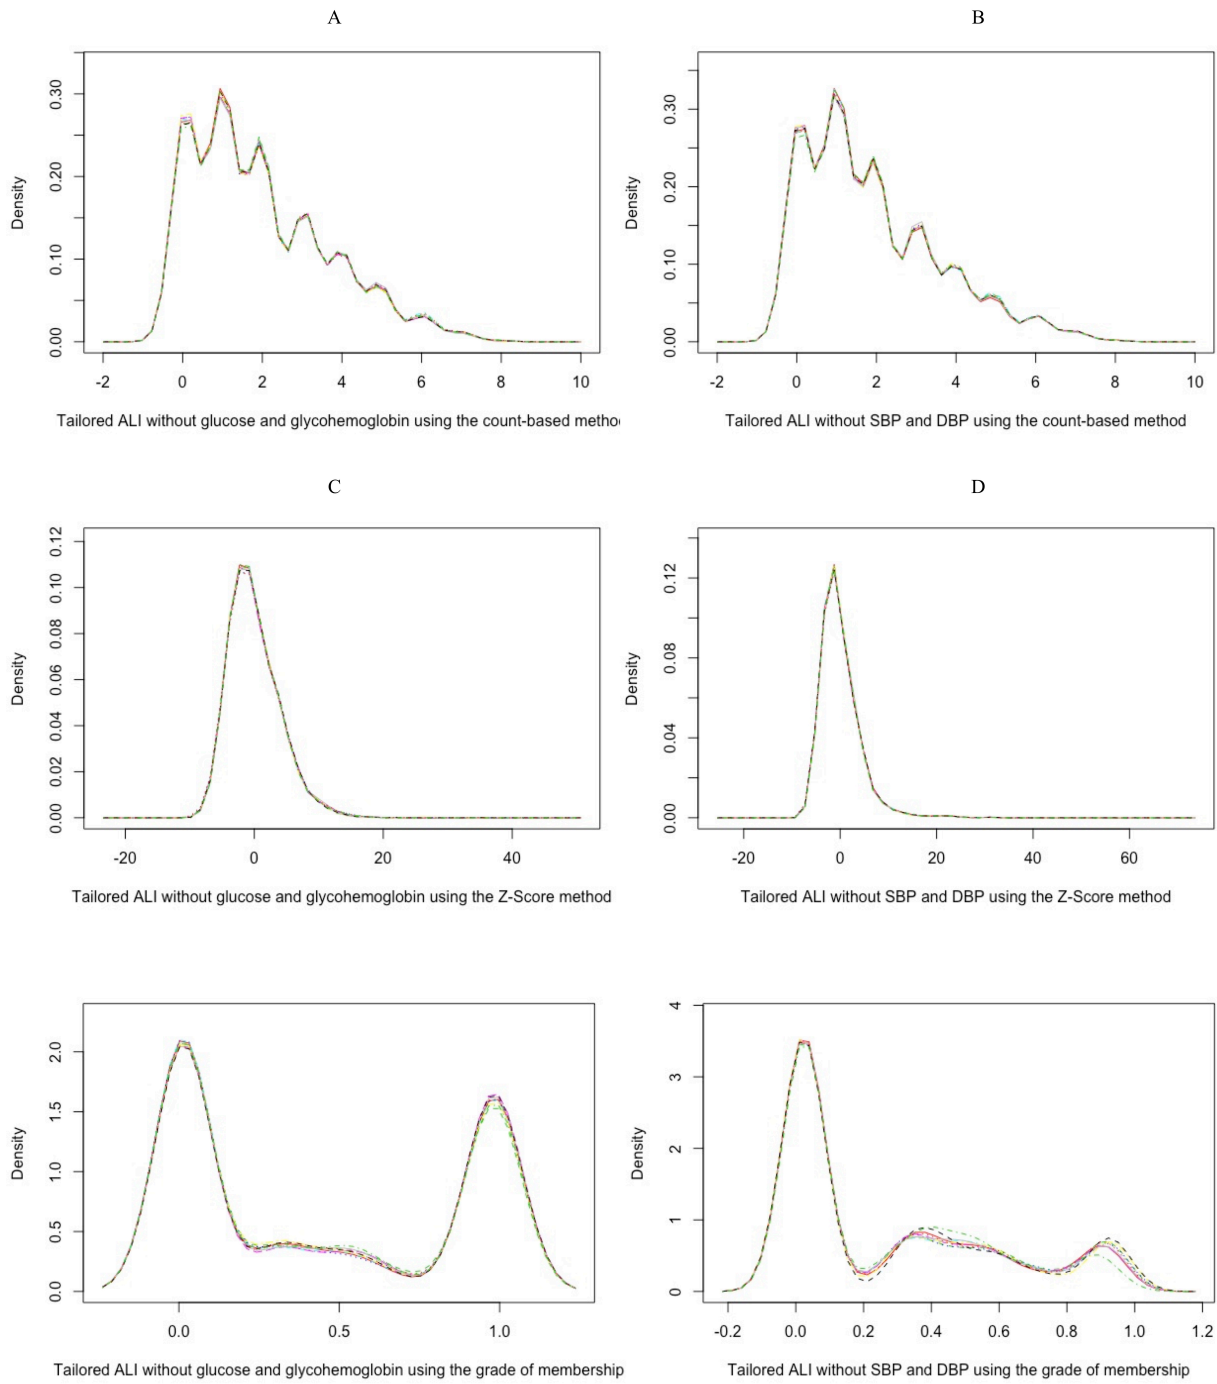 A
B
Density
0.00 0.10 0.20 0.30
-2 0 2 4 6 8 10
Tailored ALI without glucose and glycohemoglobin using the count-based metho
Density
0.00 0.10 0.20 0.30
-2 0 2 4 6 8 10
Tailored ALI without SBP and DBP using the count-based method
C
D
Density
0.00 0.02 0.04 0.06 0.08 0.10 0.12
-20 0 20 40
Tailored ALI without glucose and glycohemoglobin using the Z-Score method
Density
0.00 0.04 0.08 0.12
-20 0 20 40 60
Tailored ALI without SBP and DBP using the Z-Score method
Density
0.0 0.5 1.0 1.5 2.0
0.0 0.5 1.0
Tailored ALI without glucose and glycohemoglobin using the grade of membership
Density
0 1 2 3 4
-0.2 0.0 0.2 0.4 0.6 0.8 1.0 1.2
Tailored ALI without SBP and DBP using the grade of membership